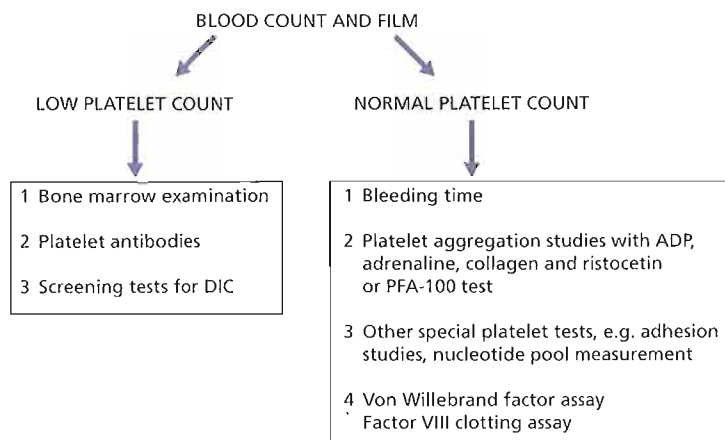 BLOOD COUNT AND FILM
LOW PLATELET COUNT
NORMAL PLATELET COUNT
1 Bone marrow examination
2 Platelet antibodies
3 Screening tests for DIC
1 Bleeding time
2 Platelet aggregation studies with ADP,
adrenaline, collagen and ristocetin
or PFA-100 test
3 Other special platelet tests, e.g. adhesion
studies, nucleotide pool measurement
4 Von Willebrand factor assay
Factor VIII clotting assay